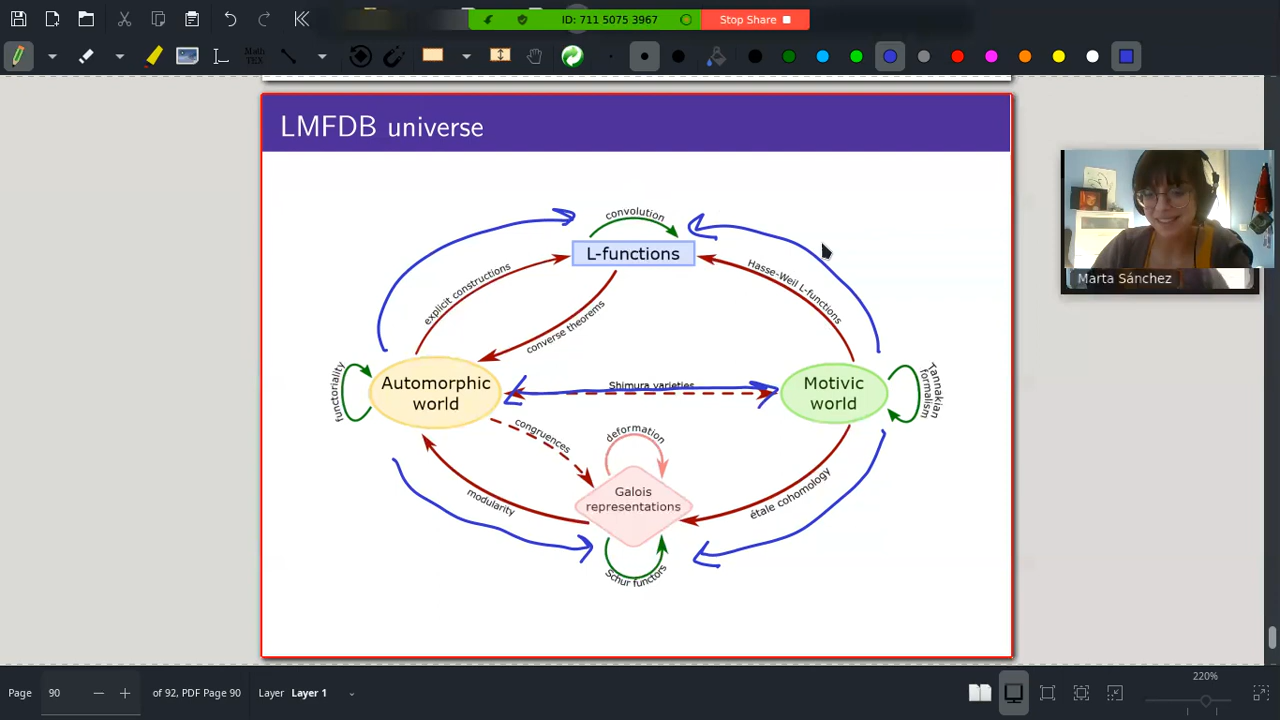 ID: 711 5075 3967
Stop Share
Math
TEX
LMFDB universe
convolution
L-functions
explicit constructions
converse theorems
Hasse-Weil L-functions
functoriality
Automorphic
world
Shimura varieties
Motivic
world
Tannakian
formalism
congruences
deformation
Galois
representations
modularity
étale cohomology
Schur functors
Marta Sánchez
Page
90
of 92, PDF Page 90
Layer
Layer 1
220%